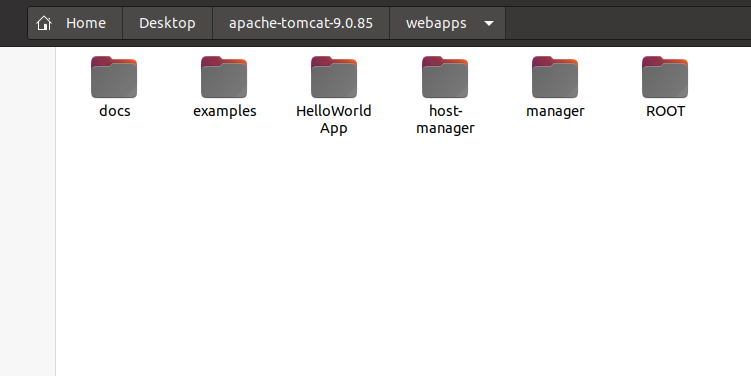 Home Desktop apache-tomcat-9.0.85 webapps
docs examples HelloWorld host- manager ROOT
App manager